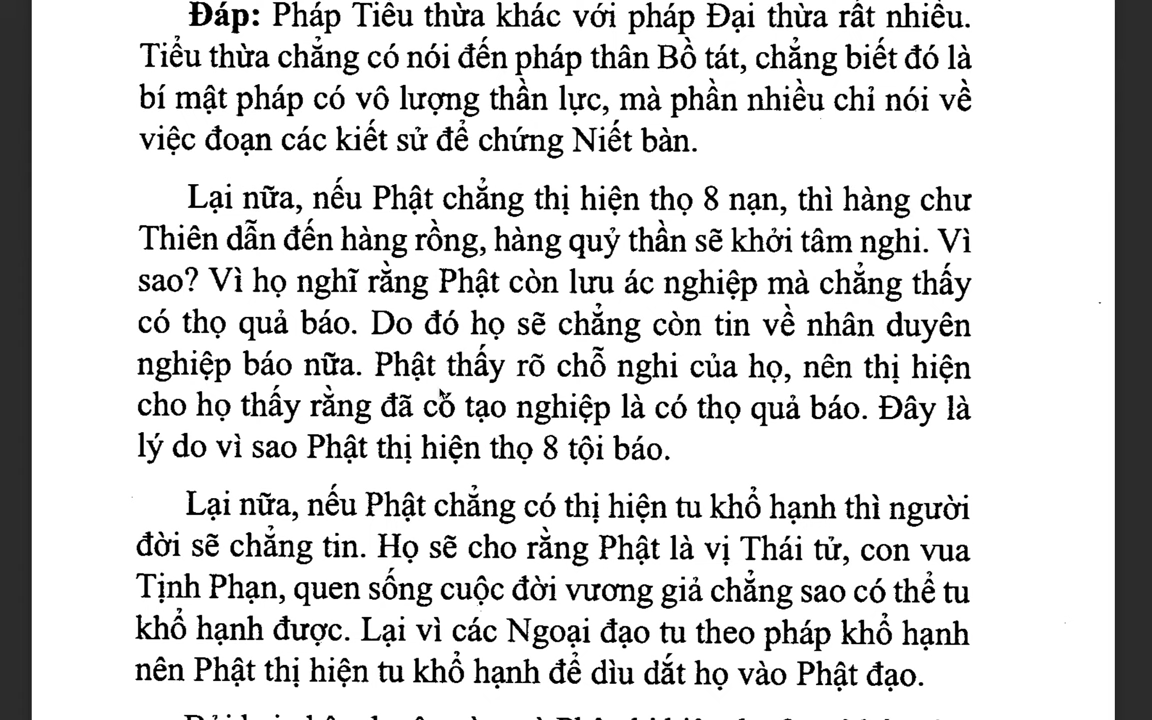 Đáp: Pháp Tiểu thừa khác với pháp Đại thừa rất nhiều.
Tiểu thừa chẳng có nói đến pháp thân Bồ tát, chẳng biết đó là
bí mật pháp có vô lượng thần lực, mà phần nhiều chỉ nói về
việc đoạn các kiết sử để chứng Niết bàn.
Lại nữa, nếu Phật chẳng thị hiện thọ 8 nạn, thì hàng chư
Thiên dẫn đến hàng rồng, hàng quỷ thần sẽ khởi tâm nghi. Vì
sao? Vì họ nghĩ rằng Phật còn lưu ác nghiệp mà chẳng thấy
có thọ quả báo. Do đó họ sẽ chẳng còn tin về nhân duyên
nghiệp báo nữa. Phật thấy rõ chỗ nghi của họ, nên thị hiện
cho họ thấy rằng đã có tạo nghiệp là có thọ quả báo. Đây là
lý do vì sao Phật thị hiện thọ 8 tội báo.
Lại nữa, nếu Phật chẳng có thị hiện tu khổ hạnh thì người
đời sẽ chẳng tin. Họ sẽ cho rằng Phật là vị Thái tử, con vua
Tịnh Phạn, quen sống cuộc đời vương giả chẳng sao có thể tu
khổ hạnh được. Lại vì các Ngoại đạo tu theo pháp khổ hạnh
nên Phật thị hiện tu khổ hạnh để dìu dắt họ vào Phật đạo.